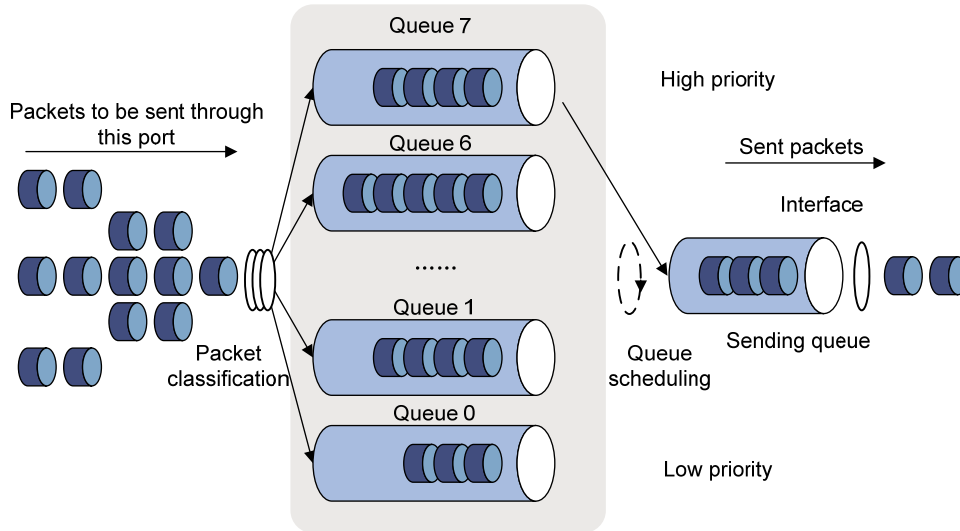 Queue 7
High priority
Packets to be sent through
this port
Queue 6
Sent packets
Interface
......
Queue 1
Packet
classification
Sending queue
Queue
scheduling
Queue 0
Low priority